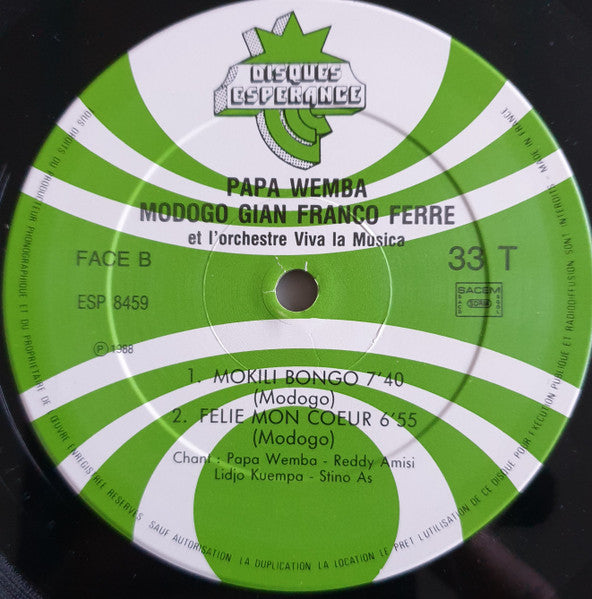 DISQUES
ESPERANCE
PAPA WEMBA
MODOGO GIAN FRANCO FERRE
et l'orchestre Viva la Musica
FACE B
33 T
ESP 8459
SACEM
SDRM
Ⓟ 1988
1. MOKILI BONGO 7'40
(Modogo)
2. FELIE MON COEUR 6'55
(Modogo)
Chant : Papa Wemba - Reddy Amisi
Lidjo Kuempa - Stino As
TOUS DROITS DU PRODUCTEUR PHONOGRAPHIQUE ET DU PROPRIETAIRE DE L'ŒUVRE ENREGISTREE RESERVES SAUF AUTORISATION LA DUPLICATION LA LOCATION LE PRET L'UTILISATION DE CE DISQUE POUR EXECUTION PUBLIQUE ET RADIODIFFUSION SONT INTERDITS - MADE IN FRANCE